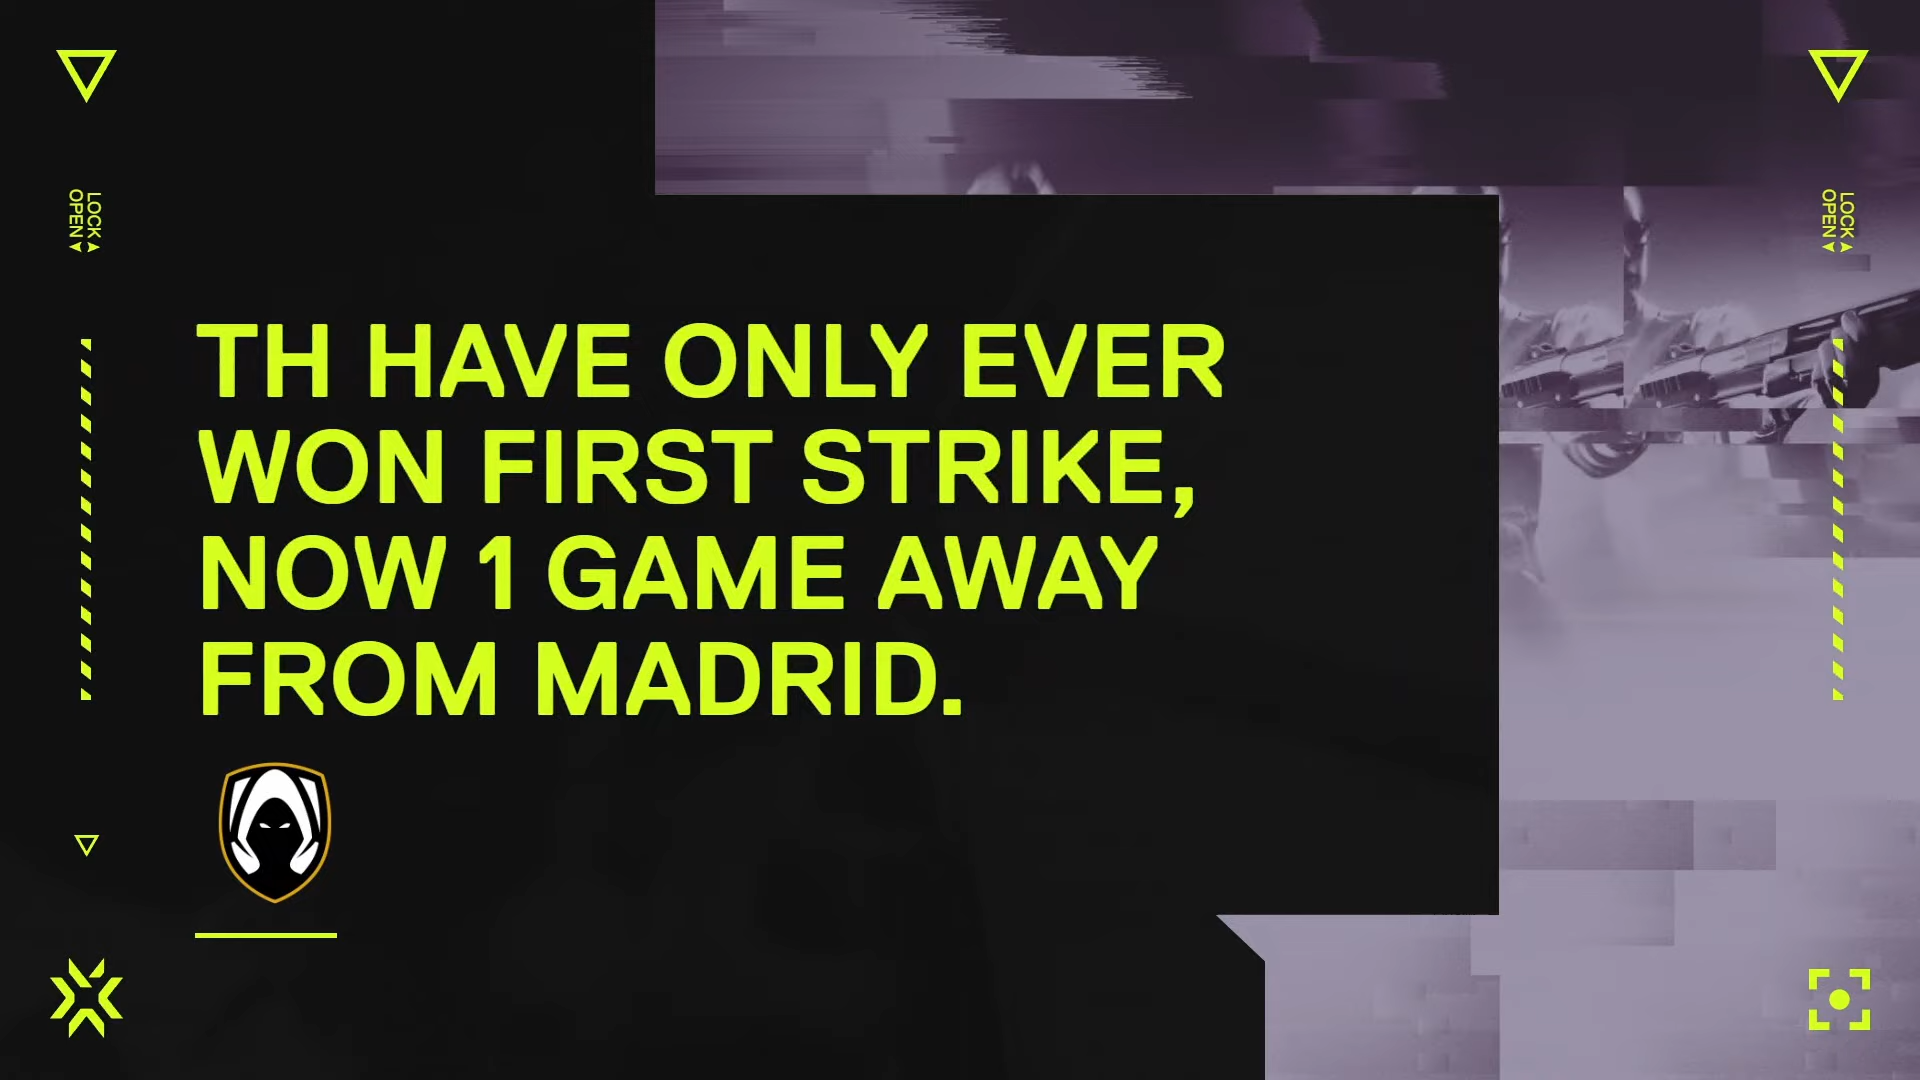 LOCK
OPEN
LOCK
OPEN
TH HAVE ONLY EVER
WON FIRST STRIKE,
NOW 1 GAME AWAY
FROM MADRID.